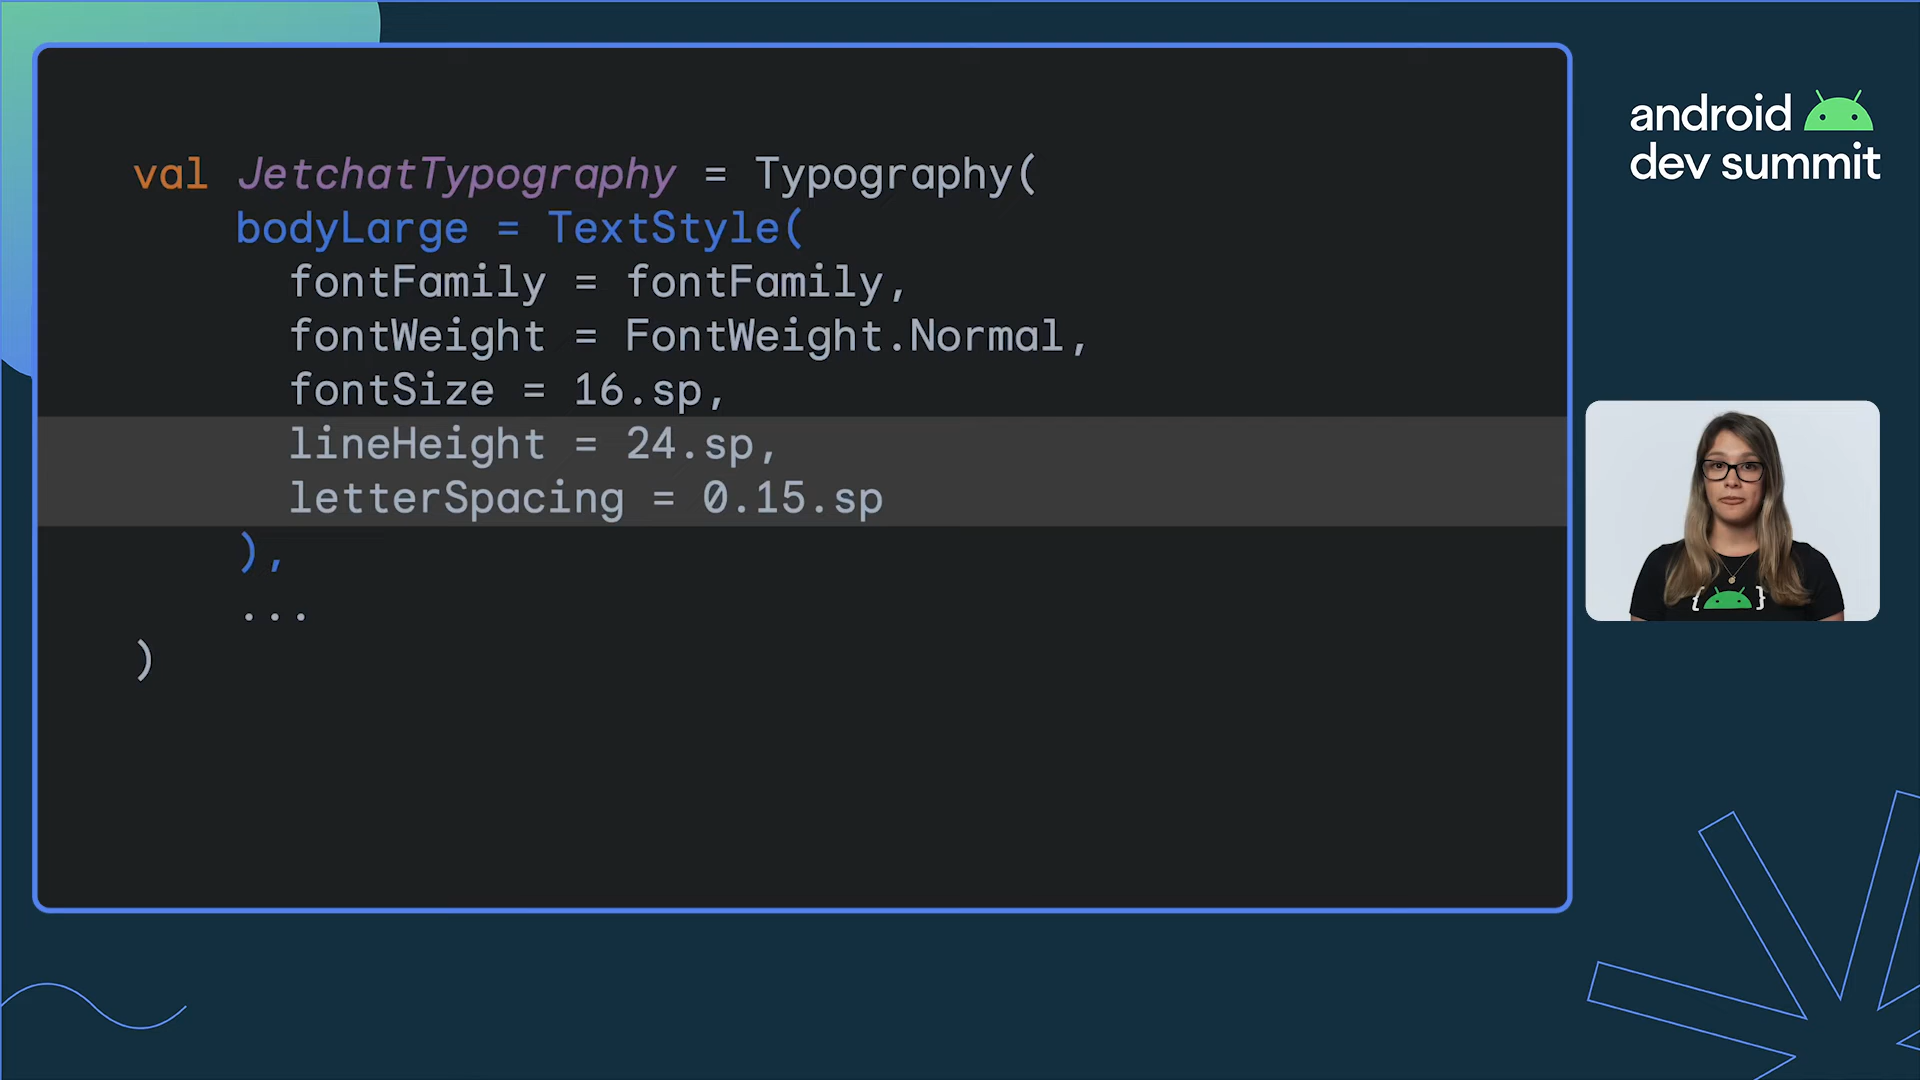 val JetchatTypography = Typography(
bodyLarge = TextStyle(
fontFamily = fontFamily,
fontWeight = FontWeight.Normal,
fontSize = 16.sp,
lineHeight = 24.sp,
letterSpacing = 0.15.sp
),
...
)
android
dev summit
{ }